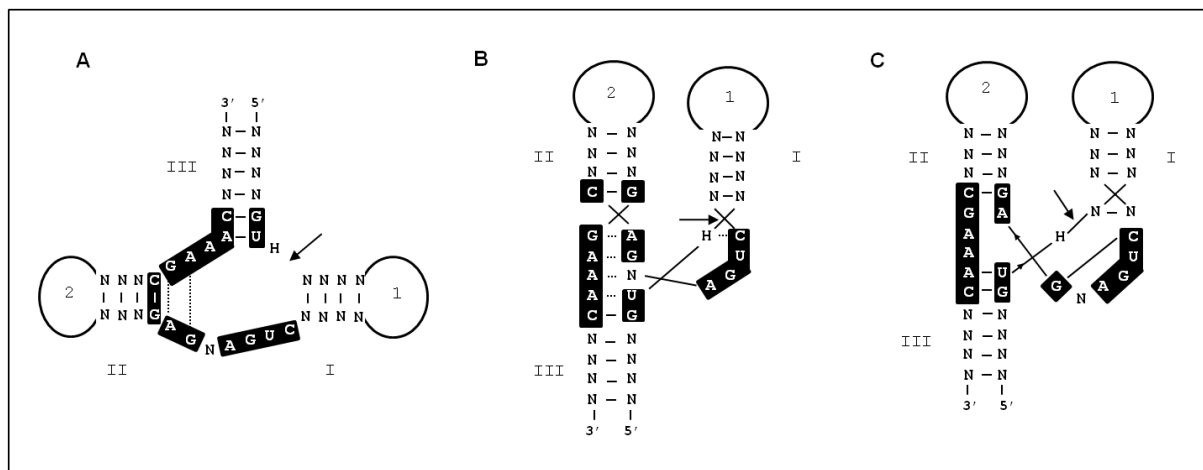 A
3′ 5′
N – N
N – N
III
N – N
N – N
C – G
A – U
A H
A
G
2 N N N C N N N N 1
N N N G A G N A G U C N N N N
II I
B
2 1
N – N N N
II N – N N N I
N – N N N
C – G N N
H C
G A U
A G G
A N A
A U
C G
N – N
N – N
III N – N
N – N
3′ 5′
C
2 1
N – N N – N
II N – N N – N I
N – N N – N
C – G
G A N – N
A H C
A U
A U G
C G G N A
N – N
III N – N
N – N
N – N
3′ 5′